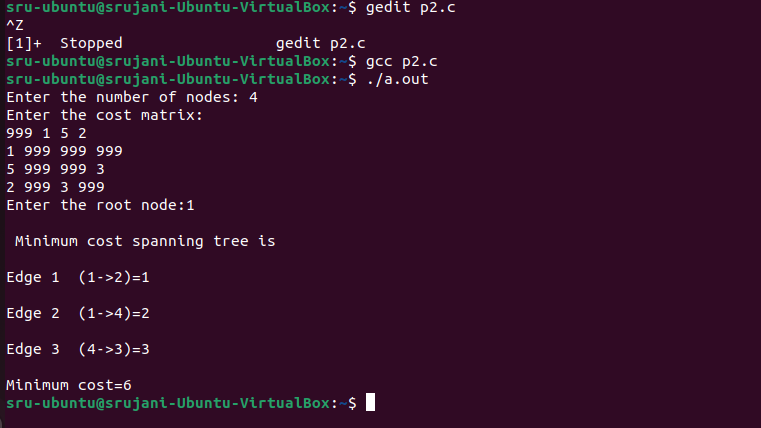 sru-ubuntu@srujani-Ubuntu-VirtualBox:~$ gedit p2.c
^Z
[1]+  Stopped                 gedit p2.c
sru-ubuntu@srujani-Ubuntu-VirtualBox:~$ gcc p2.c
sru-ubuntu@srujani-Ubuntu-VirtualBox:~$ ./a.out
Enter the number of nodes: 4
Enter the cost matrix:
999 1 5 2
1 999 999 999
5 999 999 3
2 999 3 999
Enter the root node:1
 Minimum cost spanning tree is
Edge 1  (1->2)=1
Edge 2  (1->4)=2
Edge 3  (4->3)=3
Minimum cost=6
sru-ubuntu@srujani-Ubuntu-VirtualBox:~$